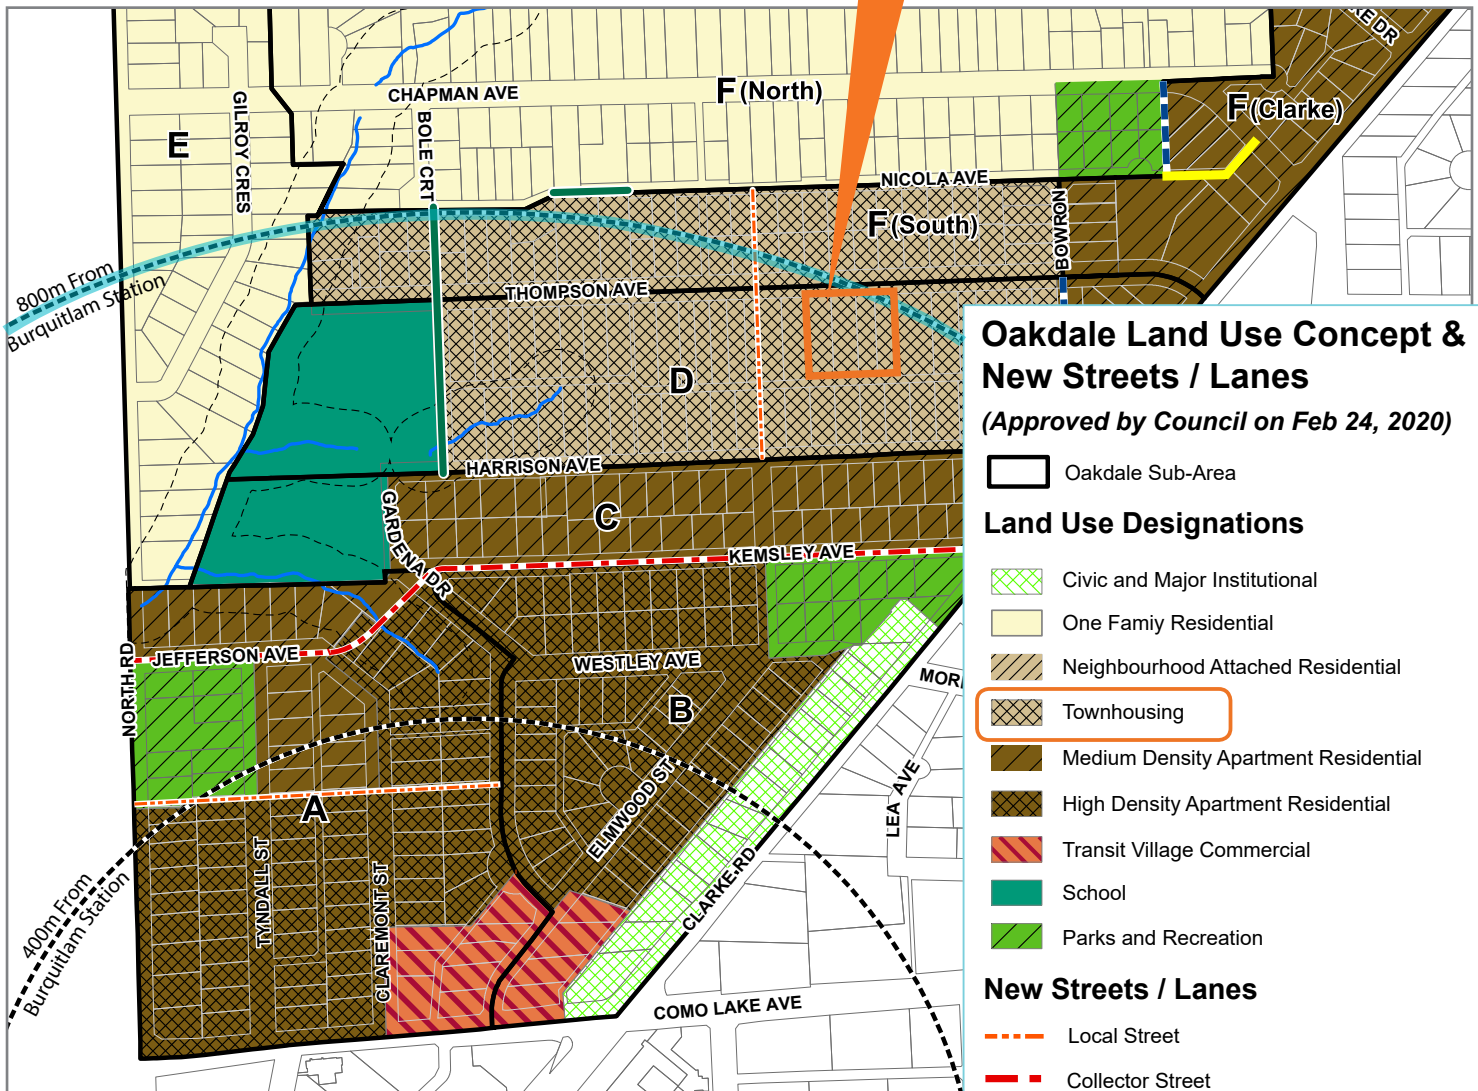 KE DR
CHAPMAN AVE
F (North)
F (Clarke)
E
GILROY CRES
BOLE CRT
NICOLA AVE
F (South)
BOWRON
800m From
Burquitlam Station
THOMPSON AVE
D
HARRISON AVE
C
GARDENA DR
KEMSLEY AVE
NORTH RD
JEFFERSON AVE
WESTLEY AVE
B
MORR
A
ELMWOOD ST
LEA AVE
TYNDALL ST
CLAREMONT ST
CLARKE RD
400m From
Burquitlam Station
COMO LAKE AVE
Oakdale Land Use Concept &
New Streets / Lanes
(Approved by Council on Feb 24, 2020)
Oakdale Sub-Area
Land Use Designations
Civic and Major Institutional
One Famiy Residential
Neighbourhood Attached Residential
Townhousing
Medium Density Apartment Residential
High Density Apartment Residential
Transit Village Commercial
School
Parks and Recreation
New Streets / Lanes
Local Street
Collector Street